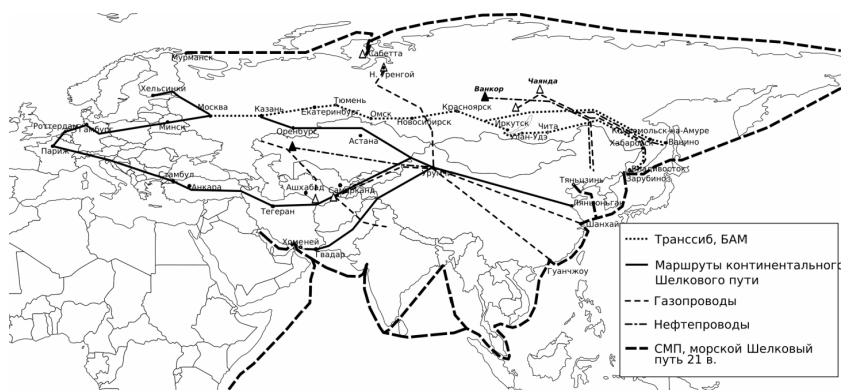 Сабетта
Мурманск
Н. Уренгой
Хельсинки
Ванкор
Чаянда
Москва
Казань
Тюмень
Екатеринбург
Омск
Новосибирск
Красноярск
Роттердам
Гамбург
Минск
Иркутск
Чита
Улан-Удэ
Комсомольск-на-Амуре
Хабаровск
Ванино
Париж
Оренбург
Астана
Владивосток
Зарубино
Стамбул
Анкара
Ашхабад
Самарканд
Урумчи
Тяньцзинь
Тегеран
Ляньюньган
Шанхай
Хоменей
Гвадар
Гуанчжоу
Транссиб, БАМ
Маршруты континентального
Шелкового пути
Газопроводы
Нефтепроводы
СМП, морской Шелковый
путь 21 в.